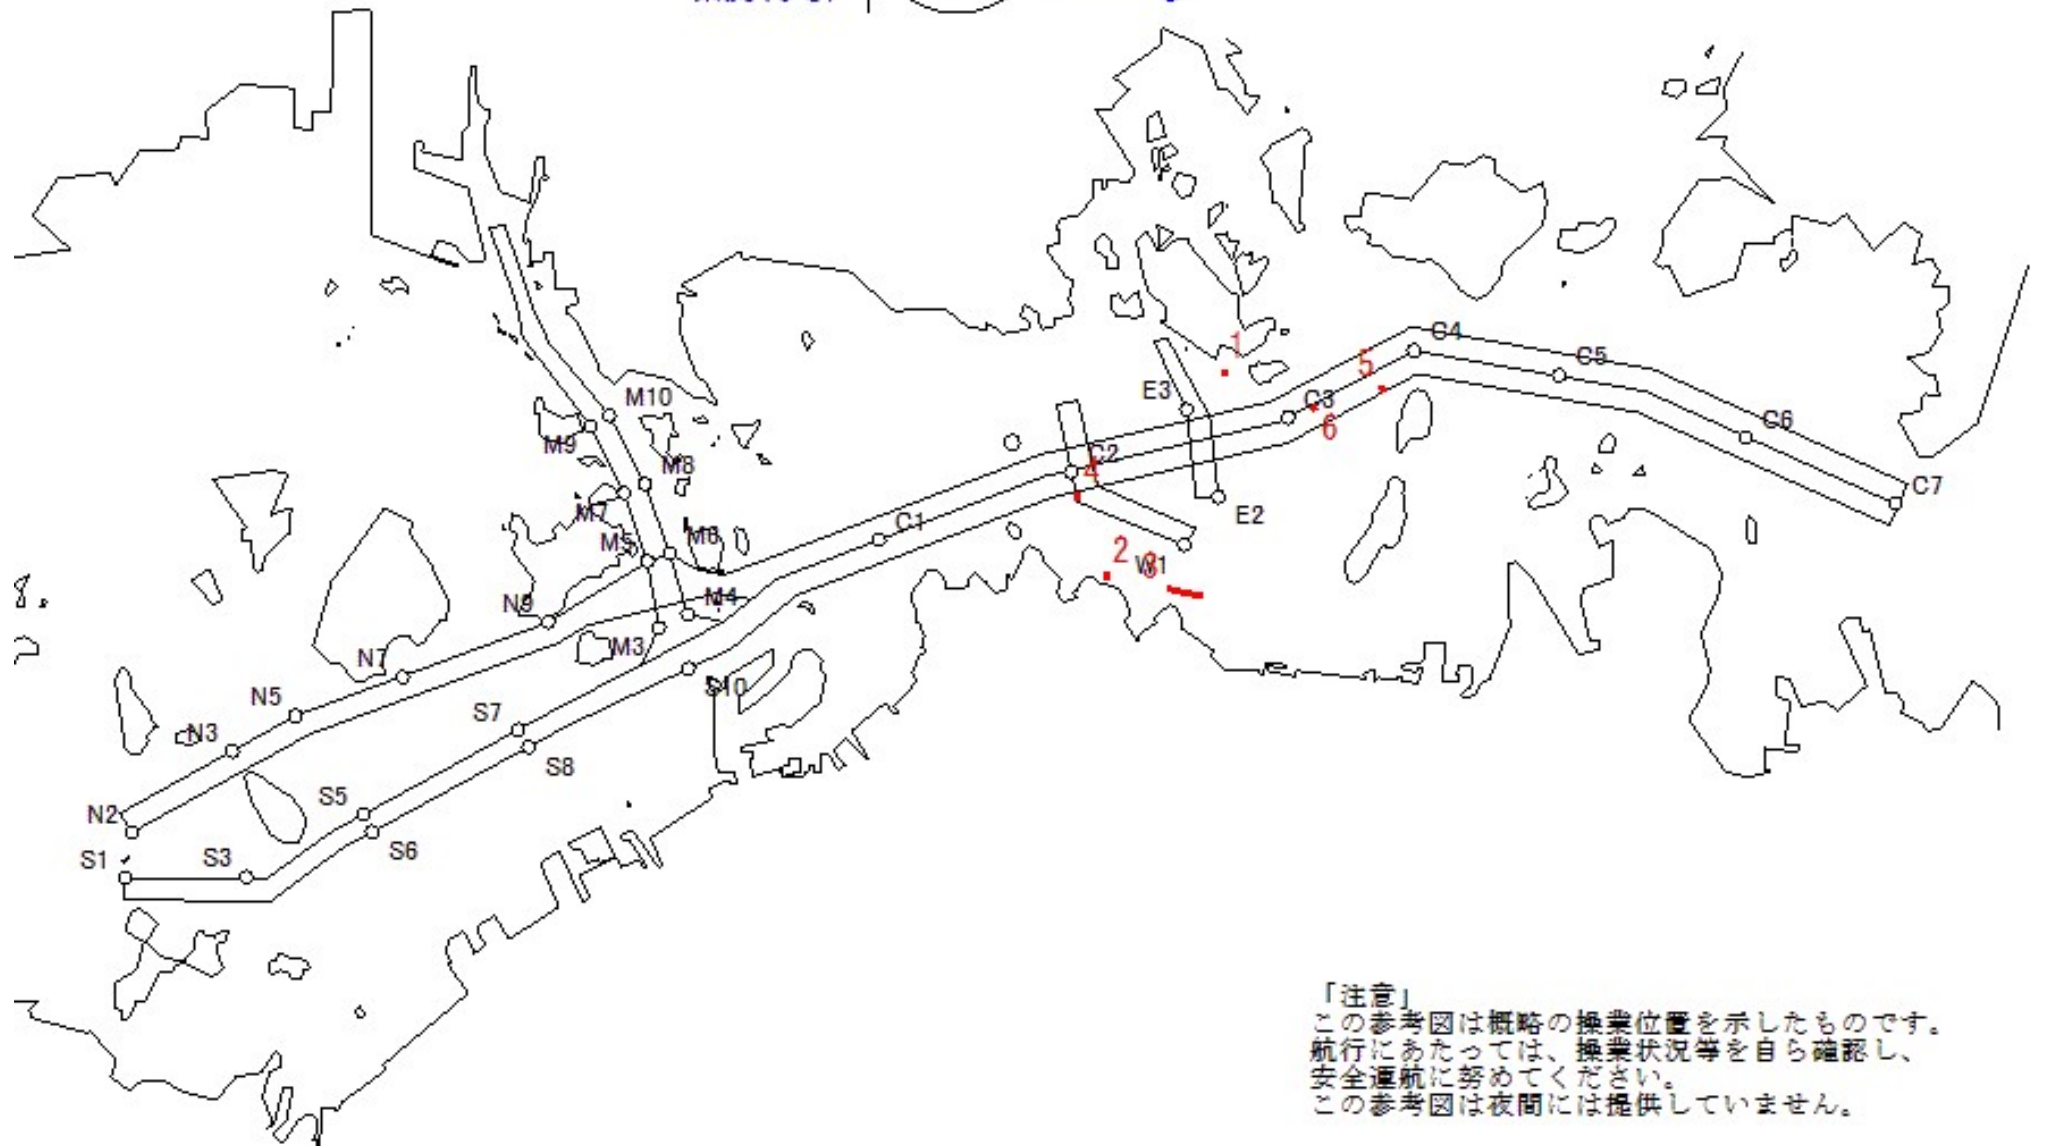 1
C4
5
C5
E3
C3
M10
6
C6
M9
C2
M8
4
C7
M7
E2
C1
M6
M5
2
W1
3
N9
M4
M3
N7
S10
N5
S7
N3
S8
S5
N2
S6
S1
S3
「注意」
この参考図は概略の操業位置を示したものです。
航行にあたっては、操業状況等を自ら確認し、
安全運航に努めてください。
この参考図は夜間には提供していません。